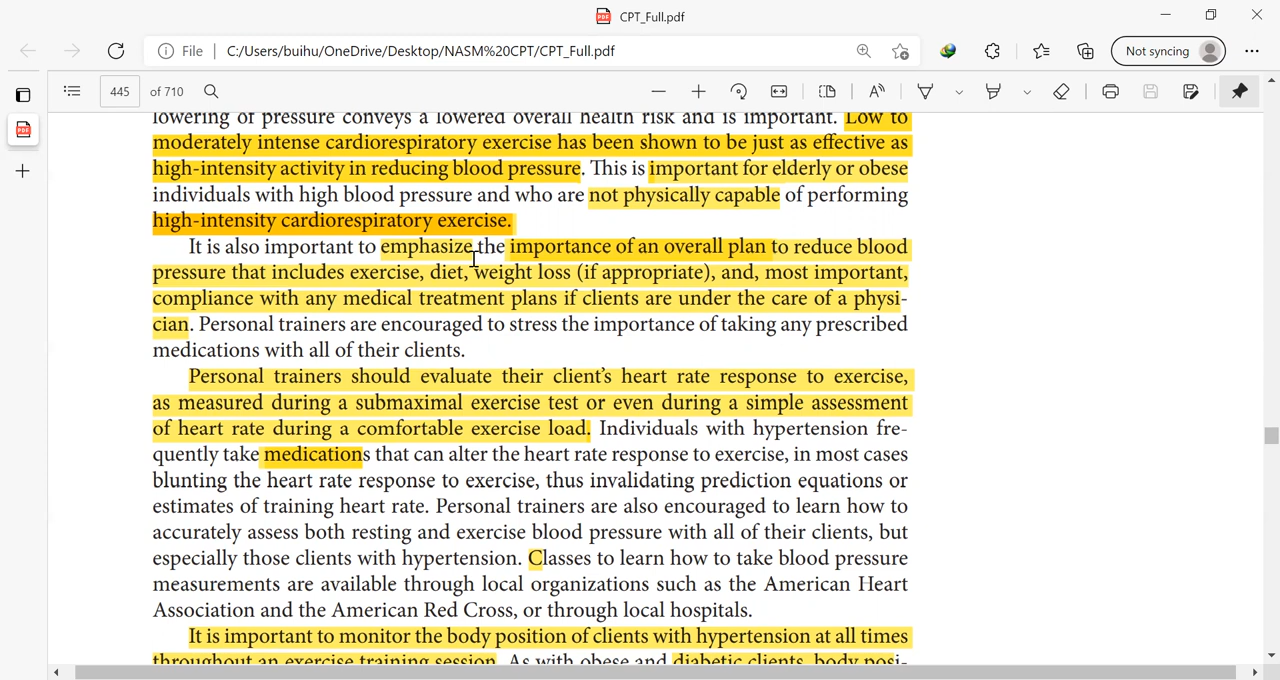 CPT_Full.pdf
File | C:/Users/buihu/OneDrive/Desktop/NASM%20CPT/CPT_Full.pdf
Not syncing
445 of 710
lowering of pressure conveys a lowered overall health risk and is important. Low to
moderately intense cardiorespiratory exercise has been shown to be just as effective as
high-intensity activity in reducing blood pressure. This is important for elderly or obese
individuals with high blood pressure and who are not physically capable of performing
high-intensity cardiorespiratory exercise.
It is also important to emphasize the importance of an overall plan to reduce blood
pressure that includes exercise, diet, weight loss (if appropriate), and, most important,
compliance with any medical treatment plans if clients are under the care of a physi-
cian. Personal trainers are encouraged to stress the importance of taking any prescribed
medications with all of their clients.
Personal trainers should evaluate their client's heart rate response to exercise,
as measured during a submaximal exercise test or even during a simple assessment
of heart rate during a comfortable exercise load. Individuals with hypertension fre-
quently take medications that can alter the heart rate response to exercise, in most cases
blunting the heart rate response to exercise, thus invalidating prediction equations or
estimates of training heart rate. Personal trainers are also encouraged to learn how to
accurately assess both resting and exercise blood pressure with all of their clients, but
especially those clients with hypertension. Classes to learn how to take blood pressure
measurements are available through local organizations such as the American Heart
Association and the American Red Cross, or through local hospitals.
It is important to monitor the body position of clients with hypertension at all times
throughout an exercise training session. As with obese and diabetic clients, body posi-